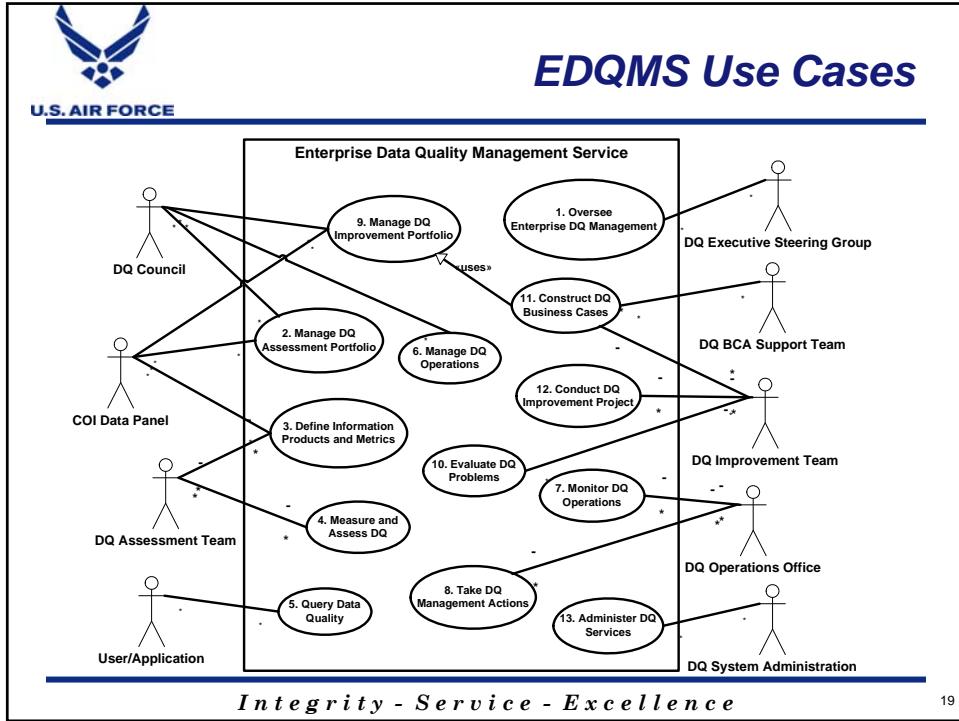 EDQMS Use Cases
U.S. AIR FORCE
Enterprise Data Quality Management Service
1. Oversee
Enterprise DQ Management
9. Manage DQ
Improvement Portfolio
DQ Executive Steering Group
DQ Council
«uses»
11. Construct DQ
Business Cases
2. Manage DQ
Assessment Portfolio
6. Manage DQ
Operations
DQ BCA Support Team
12. Conduct DQ
Improvement Project
COI Data Panel
3. Define Information
Products and Metrics
10. Evaluate DQ
Problems
DQ Improvement Team
7. Monitor DQ
Operations
4. Measure and
Assess DQ
DQ Assessment Team
DQ Operations Office
8. Take DQ
Management Actions
5. Query Data
Quality
13. Administer DQ
Services
User/Application
DQ System Administration
Integrity - Service - Excellence
19